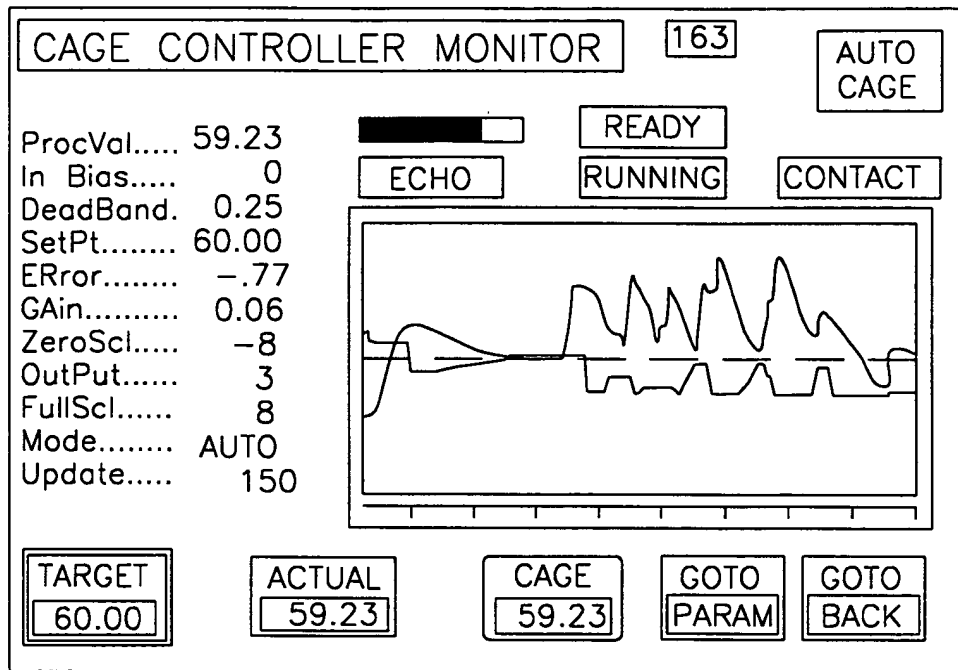 CAGE CONTROLLER MONITOR
163
AUTO
CAGE
ProcVal..... 59.23
In Bias..... 0
DeadBand. 0.25
SetPt........ 60.00
ERror........ -.77
GAin.......... 0.06
ZeroScl..... -8
OutPut...... 3
FullScl...... 8
Mode........ AUTO
Update..... 150
READY
ECHO
RUNNING
CONTACT
TARGET
60.00
ACTUAL
59.23
CAGE
59.23
GOTO
PARAM
GOTO
BACK